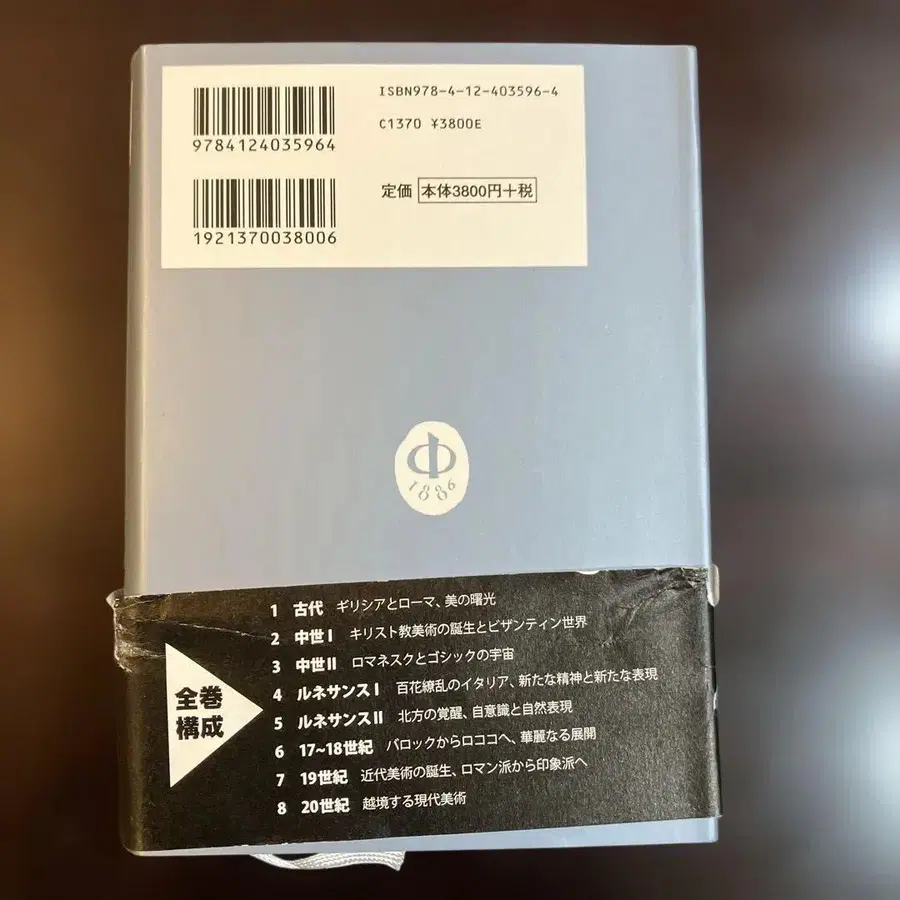 ISBN978-4-12-403596-4
9784124035964
C1370 ¥3800E
定価 本体3800円+税
1921370038006
中
1886
全巻
構成
1 古代 ギリシアとローマ、美の曙光
2 中世I キリスト教美術の誕生とビザンティン世界
3 中世II ロマネスクとゴシックの宇宙
4 ルネサンスI 百花繚乱のイタリア、新たな精神と新たな表現
5 ルネサンスII 北方の覚醒、自意識と自然表現
6 17~18世紀 バロックからロココへ、華麗なる展開
7 19世紀 近代美術の誕生、ロマン派から印象派へ
8 20世紀 越境する現代美術